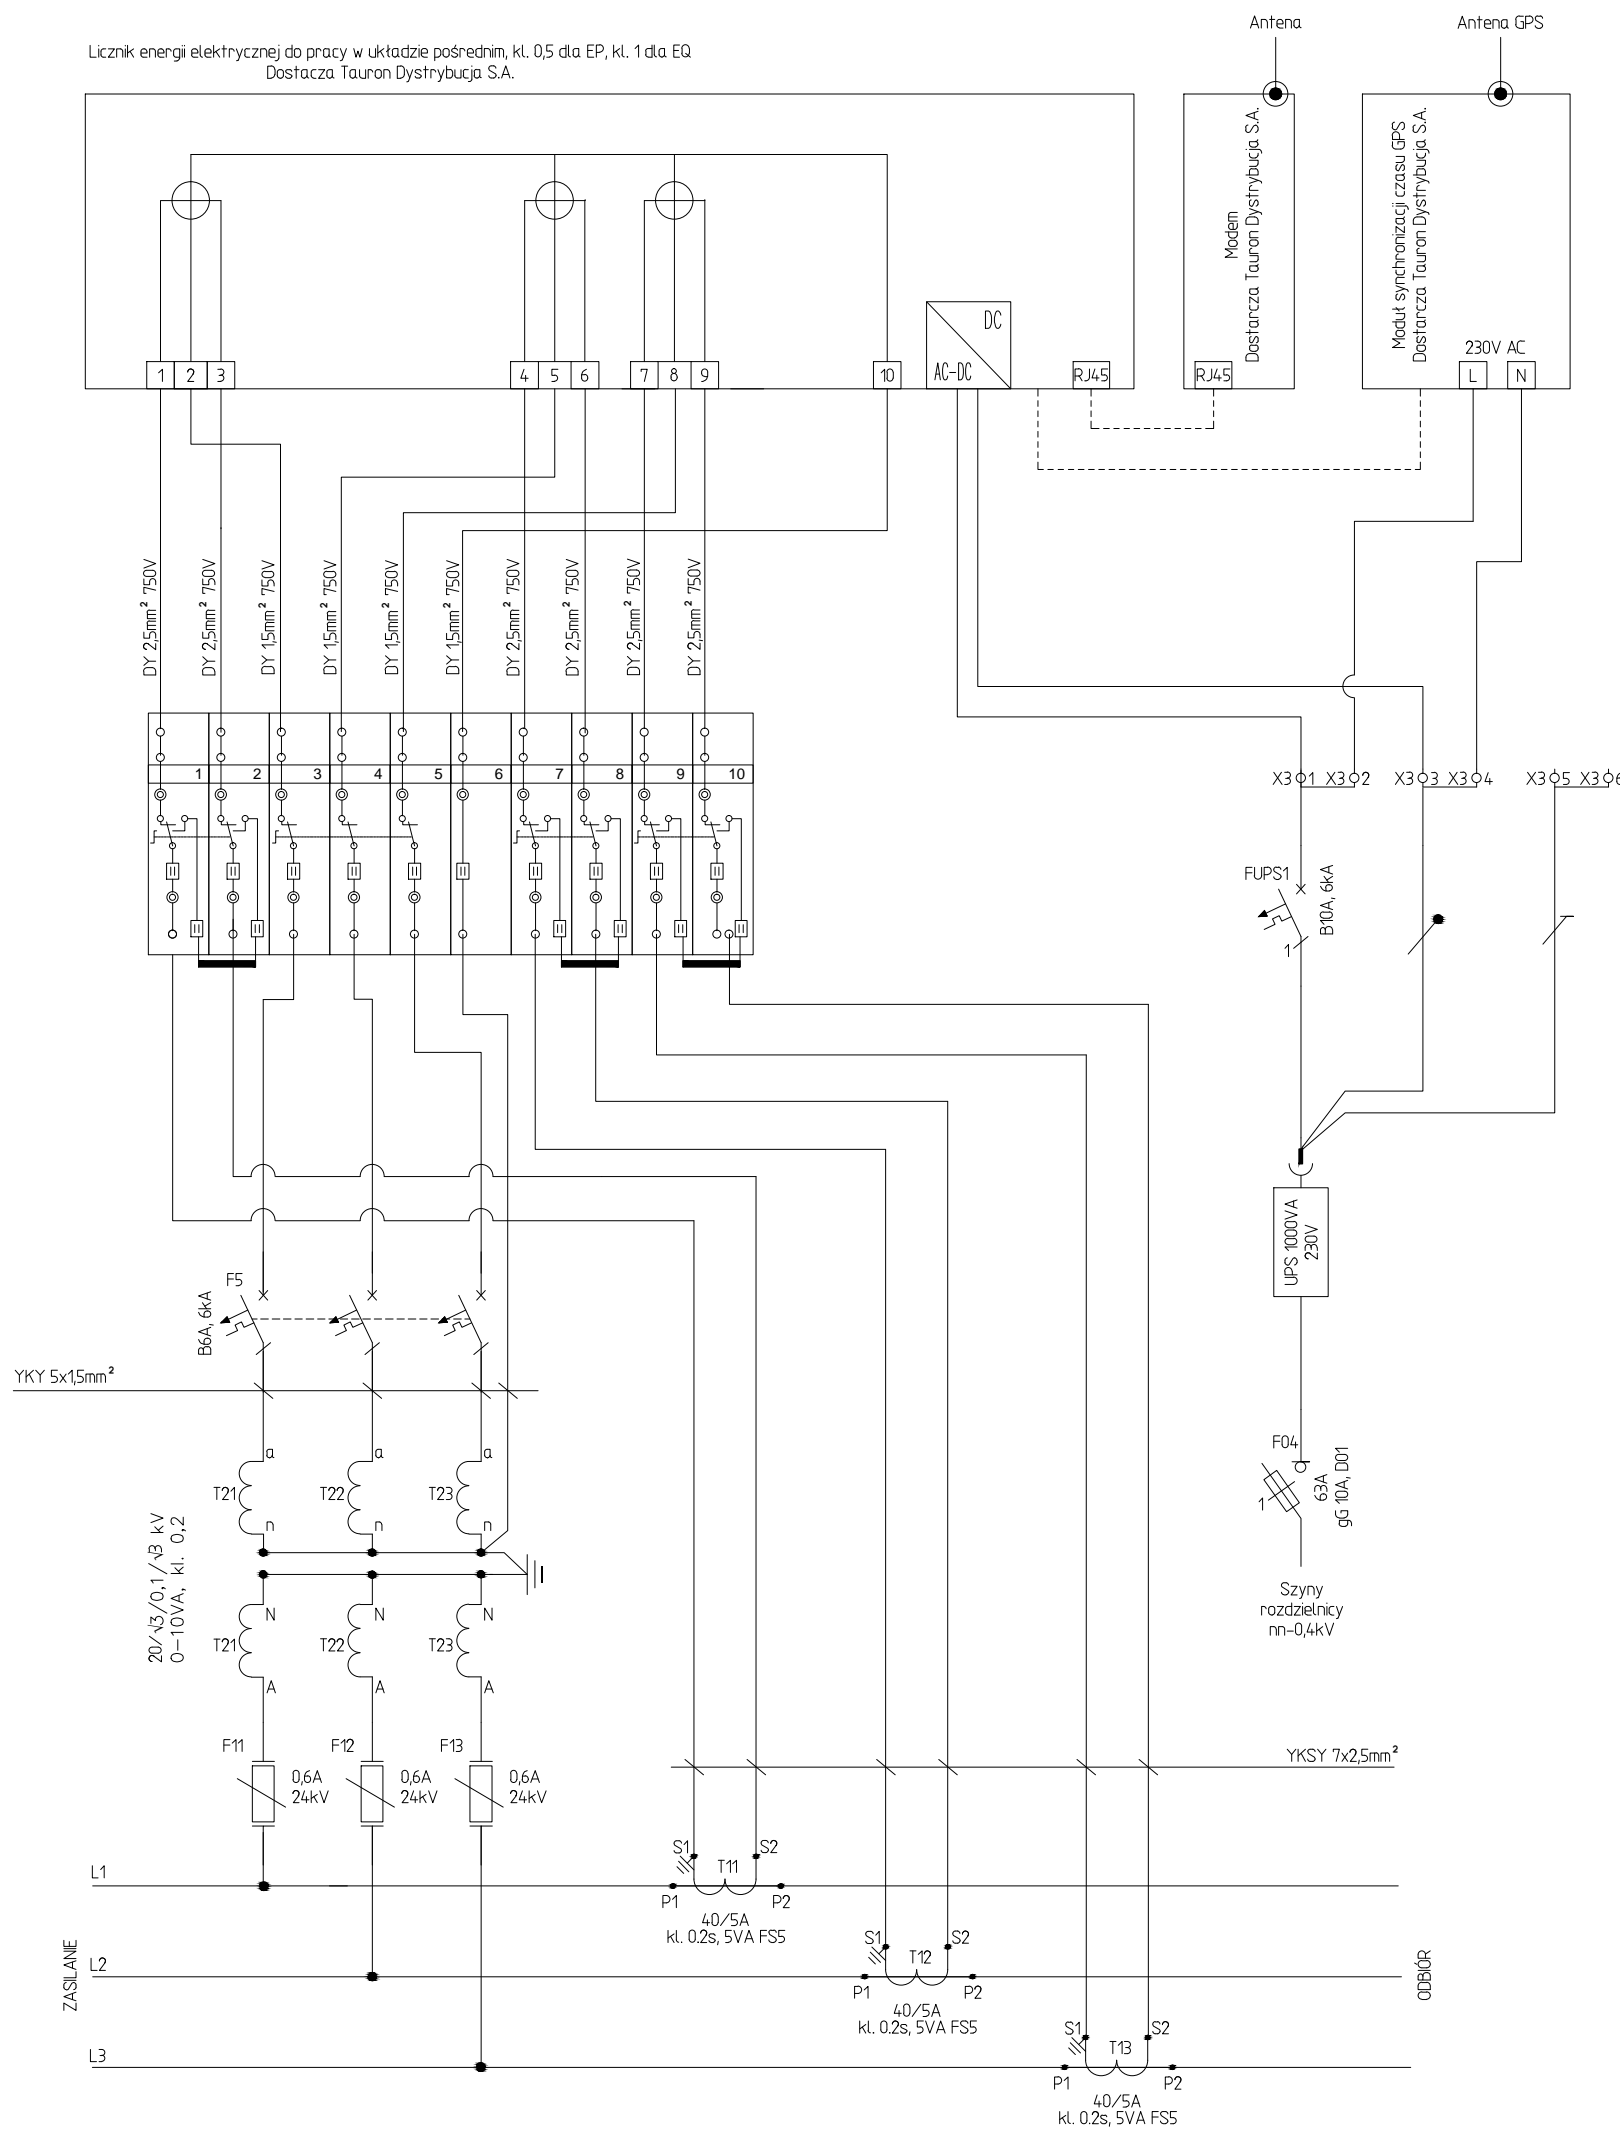 Antena
Antena GPS
Licznik energii elektrycznej do pracy w układzie pośrednim, kl. 0,5 dla EP, kl. 1 dla EQ
Dostacza Tauron Dystrybucja S.A.
Modem
Dostarcza Tauron Dystrybucja S.A.
Moduł synchronizacji czasu GPS
Dostarcza Tauron Dystrybucja S.A.
230V AC
L
N
DC
AC-DC
RJ45
RJ45
1
2
3
4
5
6
7
8
9
10
DY 2,5mm² 750V
DY 2,5mm² 750V
DY 1,5mm² 750V
DY 1,5mm² 750V
DY 1,5mm² 750V
DY 1,5mm² 750V
DY 2,5mm² 750V
DY 2,5mm² 750V
DY 2,5mm² 750V
DY 2,5mm² 750V
1
2
3
4
5
6
7
8
9
10
X3 1
X3 2
X3 3
X3 4
X3 5
X3 6
FUPS1
B10A, 6kA
1
UPS 1000VA
230V
F04
1
63A
gG 10A, D01
Szyny
rozdzielnicy
nn-0,4kV
F5
B6A, 6kA
YKY 5x1,5mm²
a
a
a
T21
T22
T23
n
n
n
20/√3/0,1/√3 kV
0-10VA, kl. 0,2
N
N
N
T21
T22
T23
A
A
A
F11
F12
F13
0,6A
24kV
0,6A
24kV
0,6A
24kV
YKSY 7x2,5mm²
L1
S1
S2
T11
P1
P2
40/5A
kl. 0.2s, 5VA FS5
ZASILANIE
L2
S1
S2
T12
P1
P2
40/5A
kl. 0.2s, 5VA FS5
ODBIÓR
L3
S1
S2
T13
P1
P2
40/5A
kl. 0.2s, 5VA FS5